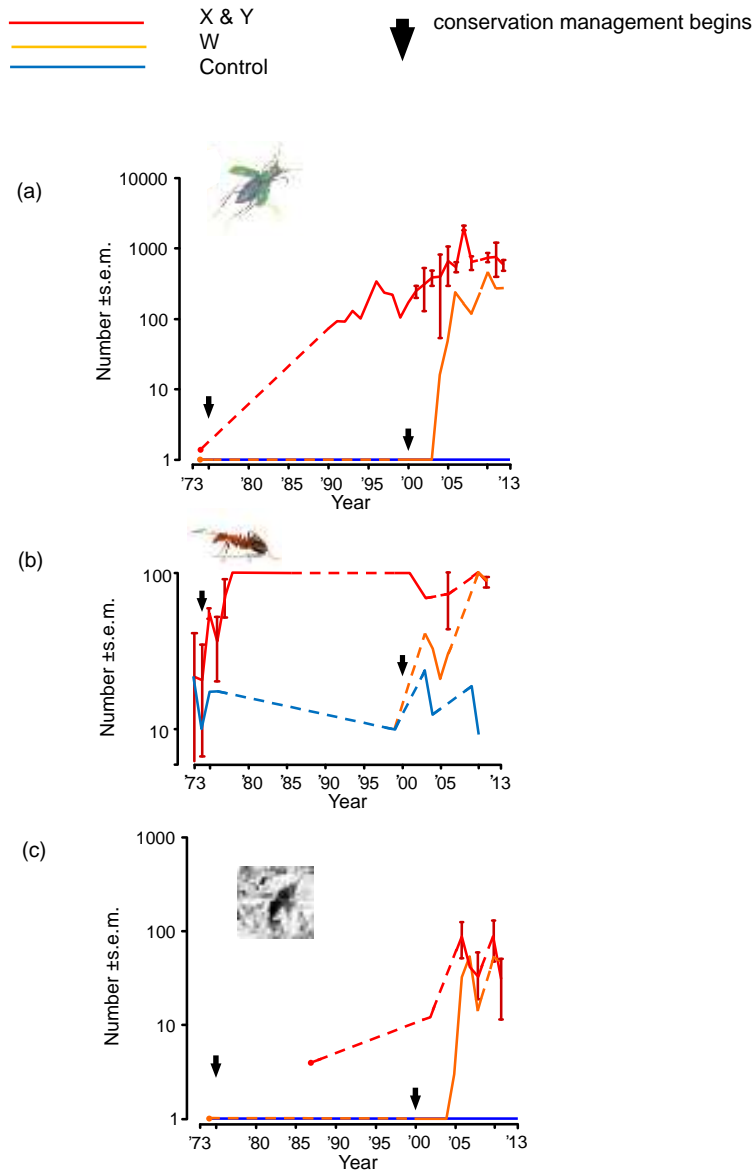 X & Y
W
Control
conservation management begins
(a)
Number ±s.e.m.
10000
1000
100
10
1
'73 '80 '85 '90 '95 '00 '05 '13
Year
(b)
Number ±s.e.m.
100
10
'73 '80 '85 '90 '95 '00 '05 '13
Year
(c)
Number ±s.e.m.
1000
100
10
1
'73 '80 '85 '90 '95 '00 '05 '13
Year